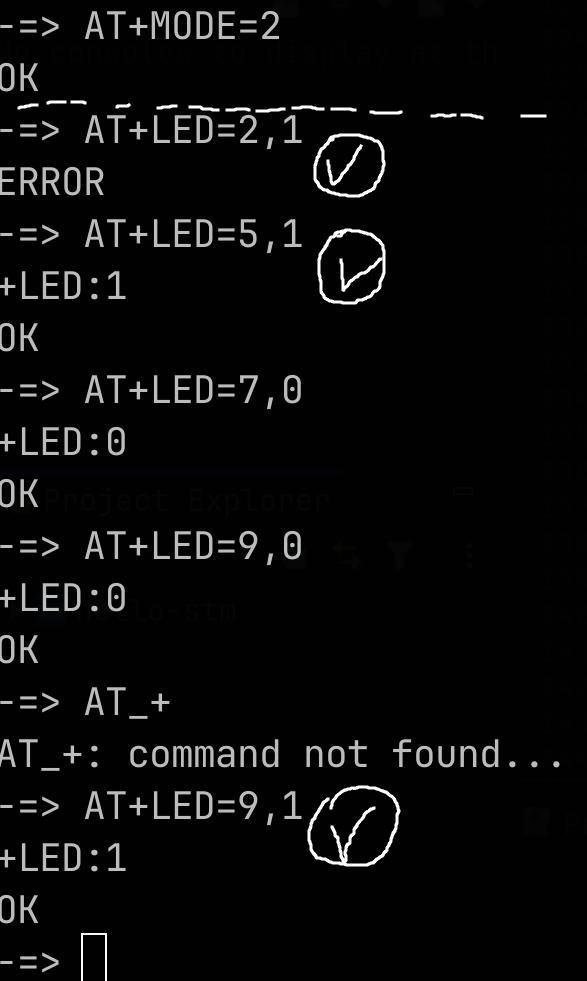 -=> AT+MODE=2
OK
-=> AT+LED=2,1
ERROR
-=> AT+LED=5,1
+LED:1
OK
-=> AT+LED=7,0
+LED:0
OK
Project Explorer
-=> AT+LED=9,0
+LED:0
OK
-=> AT_+
AT_+: command not found...
-=> AT+LED=9,1
+LED:1
OK
-=>